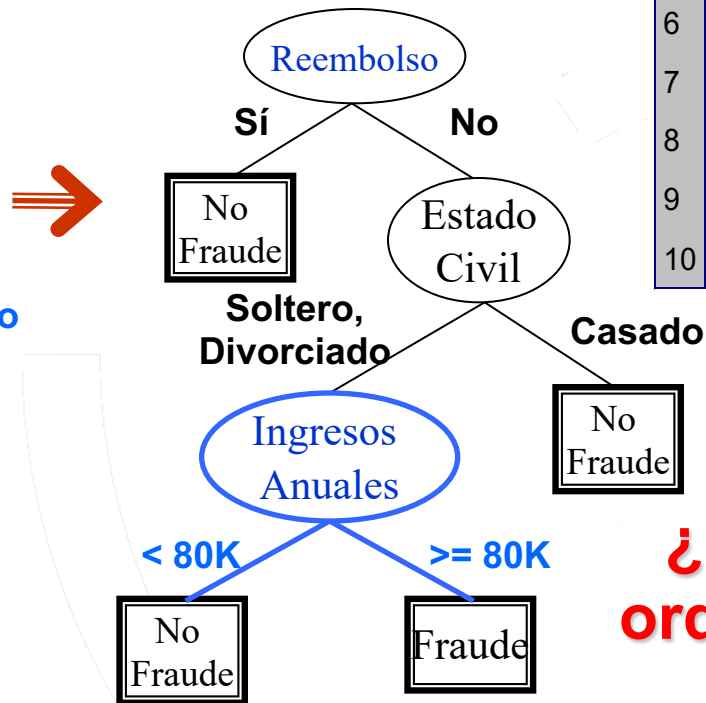 Reembolso
6
7
8
9
10
Sí
No
No
Fraude
Estado
Civil
o
Soltero,
Divorciado
Casado
Ingresos
Anuales
No
Fraude
< 80K
>= 80K
¿
ord
No
Fraude
Fraude